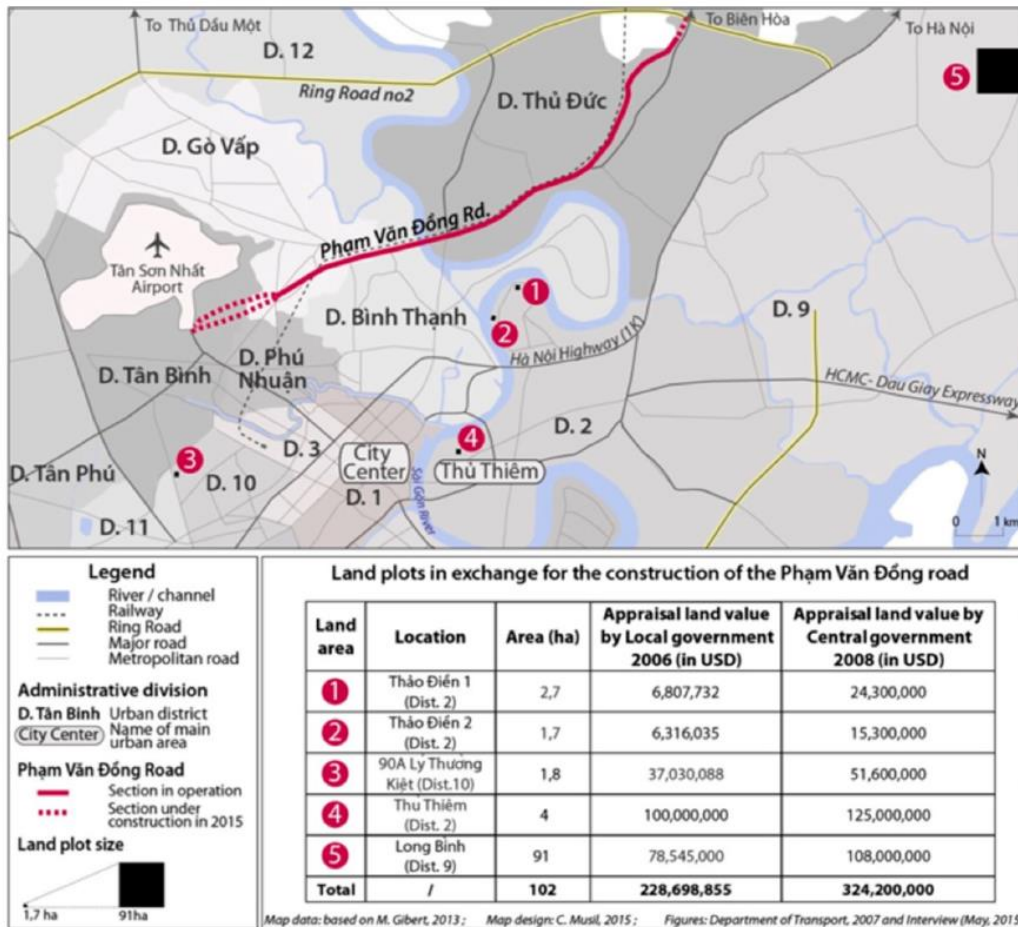 To Thủ Dầu Một
D. 12
To Biên Hòa
To Hà Nội
5
Ring Road no2
D. Thủ Đức
D. Gò Vấp
Phạm Văn Đồng Rd.
Tân Sơn Nhất
Airport
1
D. Bình Thạnh
2
D. 9
Hà Nội Highway (1K)
D. Phú
Nhuận
D. Tân Bình
HCMC- Dau Giay Expressway
4
D. 2
3
D. 3
City
Center
Thủ Thiêm
N
D. Tân Phú
D. 10
D. 1
Sài Gòn River
0 1 km
D. 11
Legend
River / channel
Railway
Ring Road
Major road
Metropolitan road
Administrative division
D. Tân Bình Urban district
City Center Name of main
urban area
Phạm Văn Đồng Road
Section in operation
Section under
construction in 2015
Land plot size
1,7 ha 91ha
Land plots in exchange for the construction of the Phạm Văn Đồng road
Land
area
Location
Area (ha)
Appraisal land value
by Local government
2006 (in USD)
Appraisal land value by
Central government
2008 (in USD)
1
Thảo Điền 1
(Dist. 2)
2,7
6,807,732
24,300,000
2
Thảo Điền 2
(Dist. 2)
1,7
6,316,035
15,300,000
3
90A Lý Thường
Kiệt (Dist.10)
1,8
37,030,088
51,600,000
4
Thủ Thiêm
(Dist. 2)
4
100,000,000
125,000,000
5
Long Bình
(Dist. 9)
91
78,545,000
108,000,000
Total / 102 228,698,855 324,200,000
Map data: based on M. Gibert, 2013 ; Map design: C. Musil, 2015 ; Figures: Department of Transport, 2007 and Interview (May, 2015